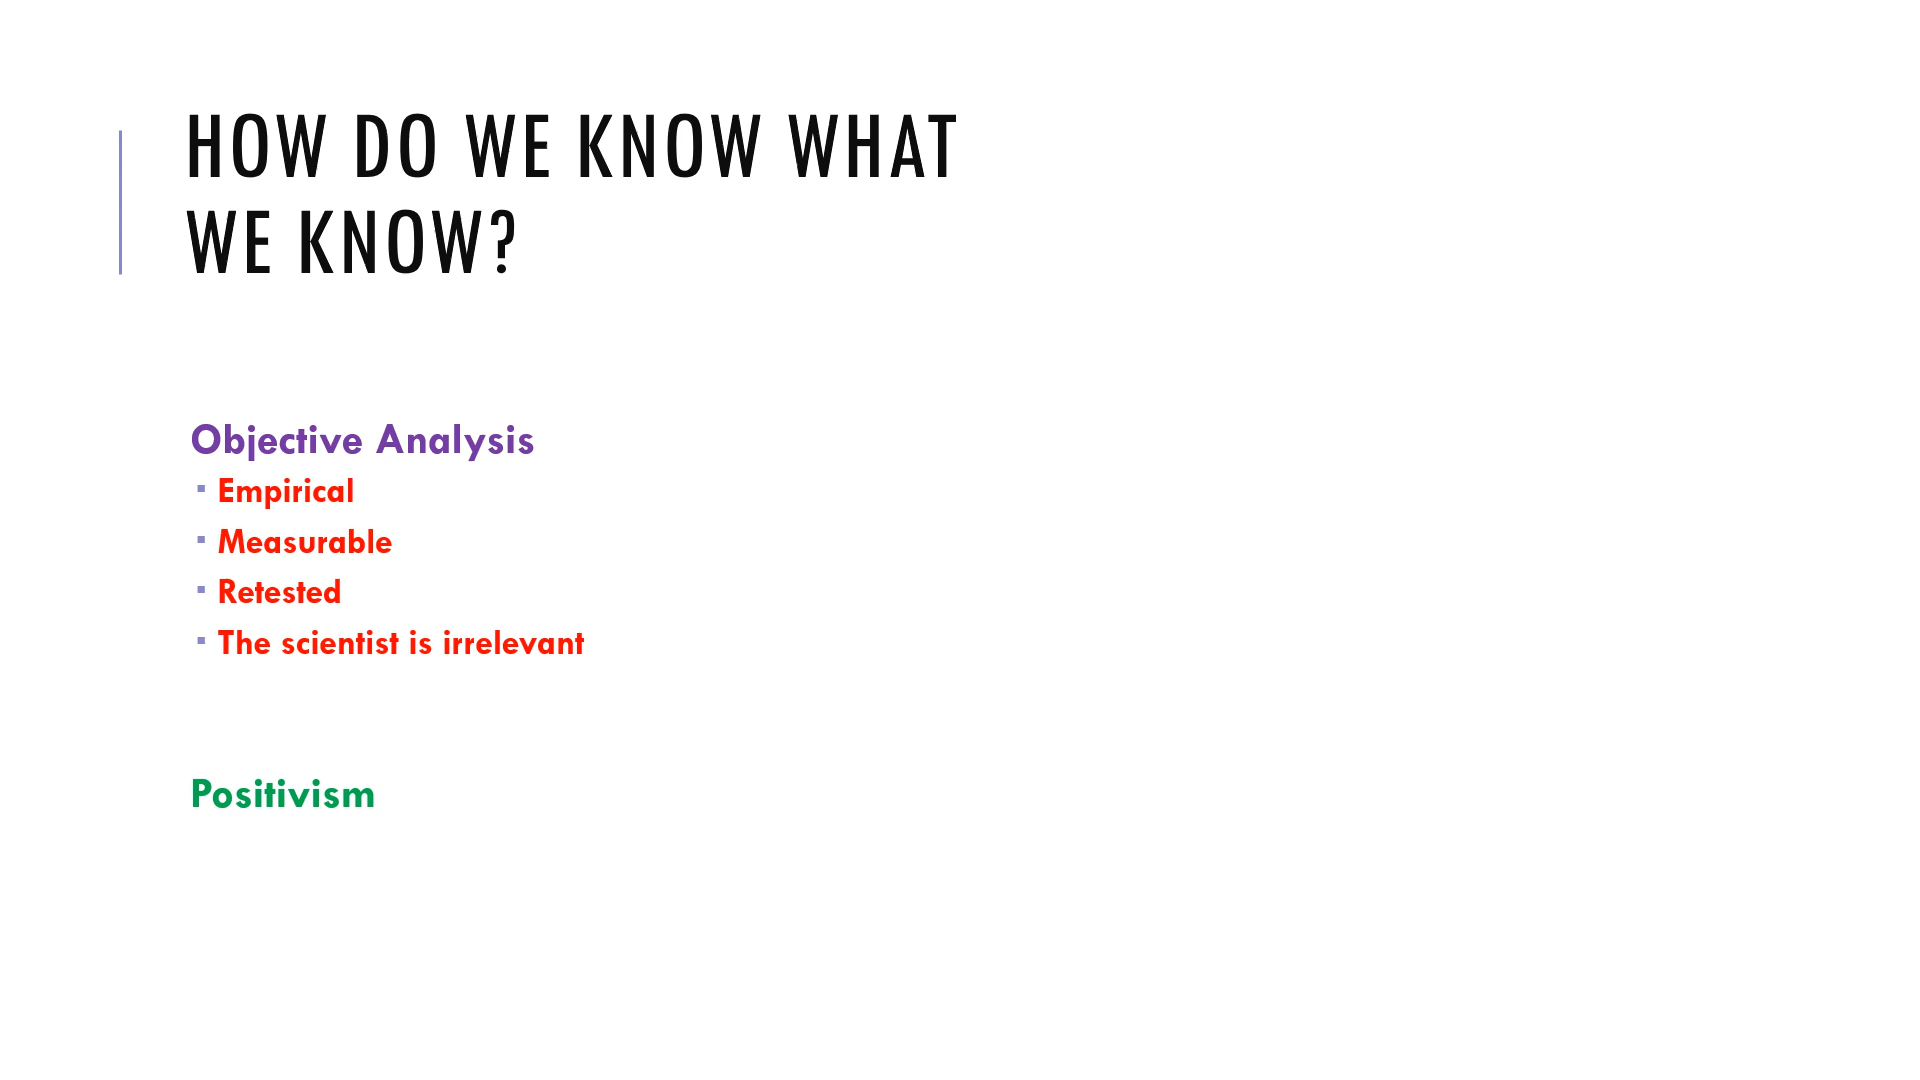 HOW DO WE KNOW WHAT
WE KNOW?
Objective Analysis
▪ Empirical
▪ Measurable
▪ Retested
▪ The scientist is irrelevant
Positivism